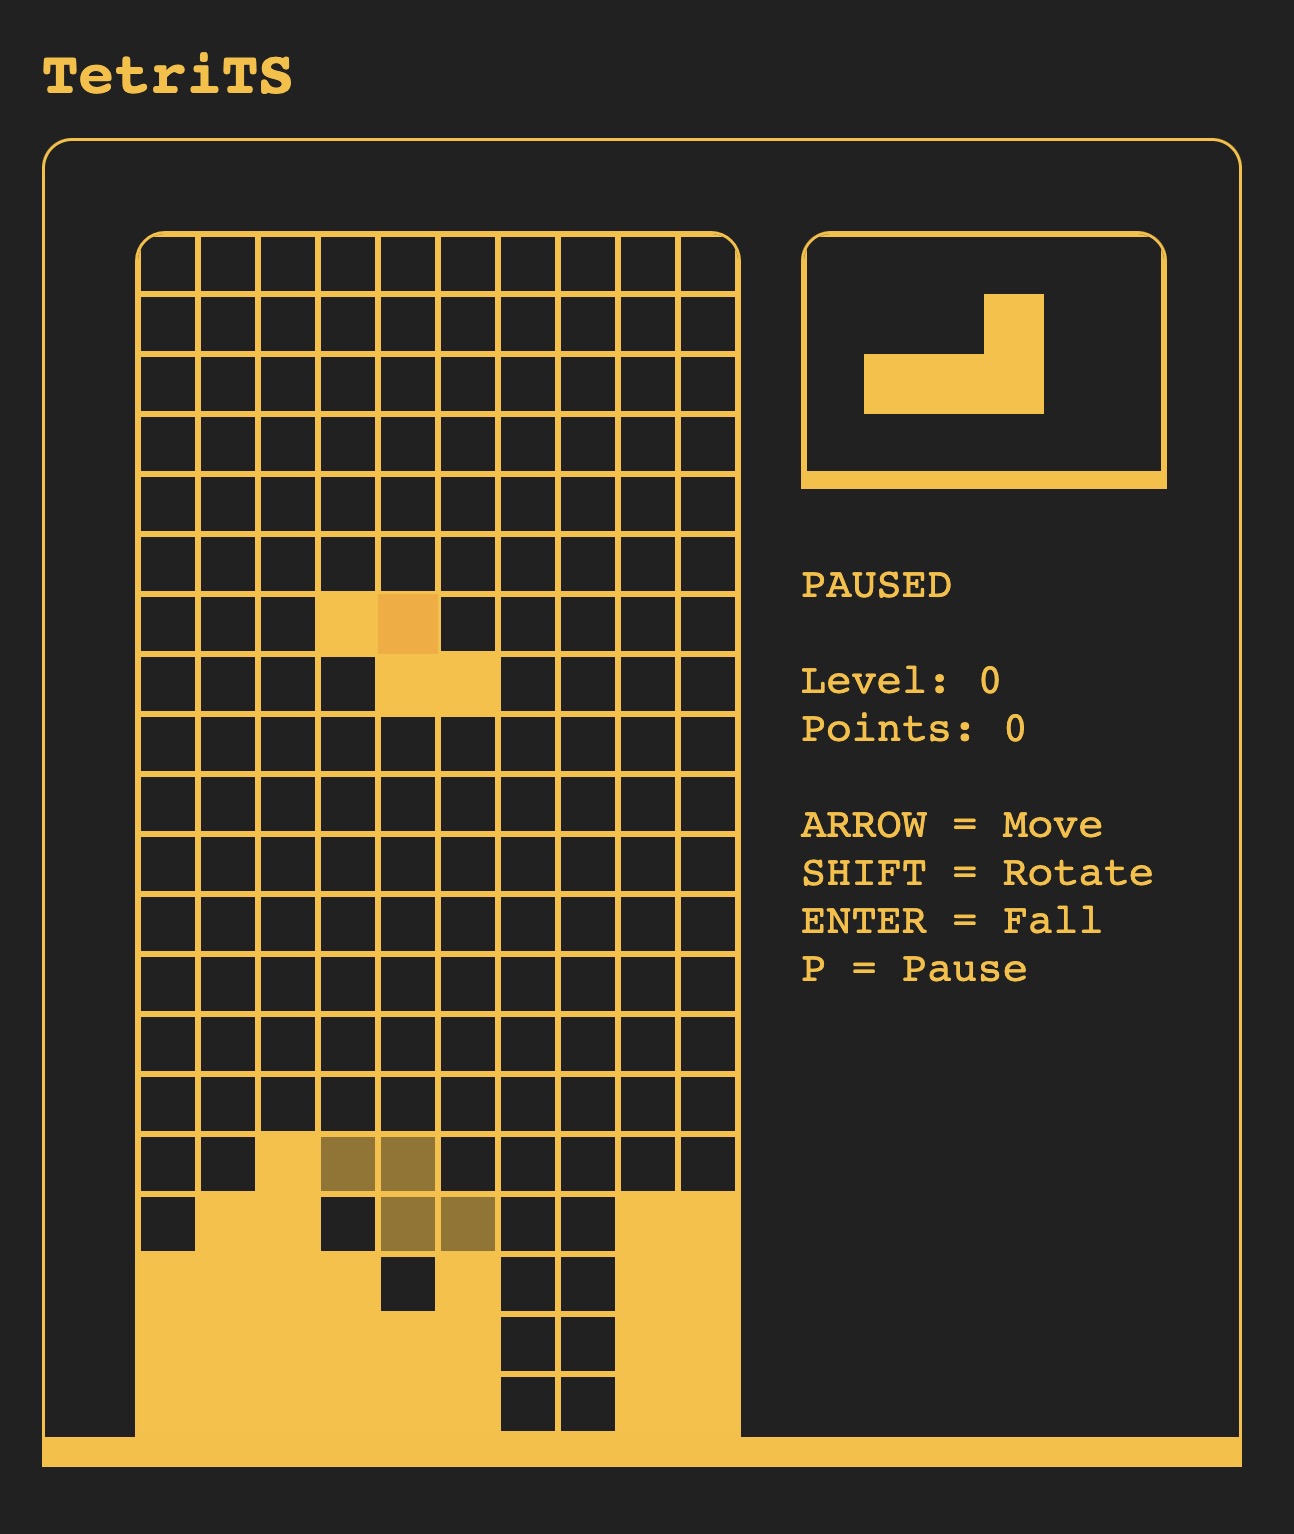 TetriTS
PAUSED
Level: 0
Points: 0
ARROW = Move
SHIFT = Rotate
ENTER = Fall
P = Pause